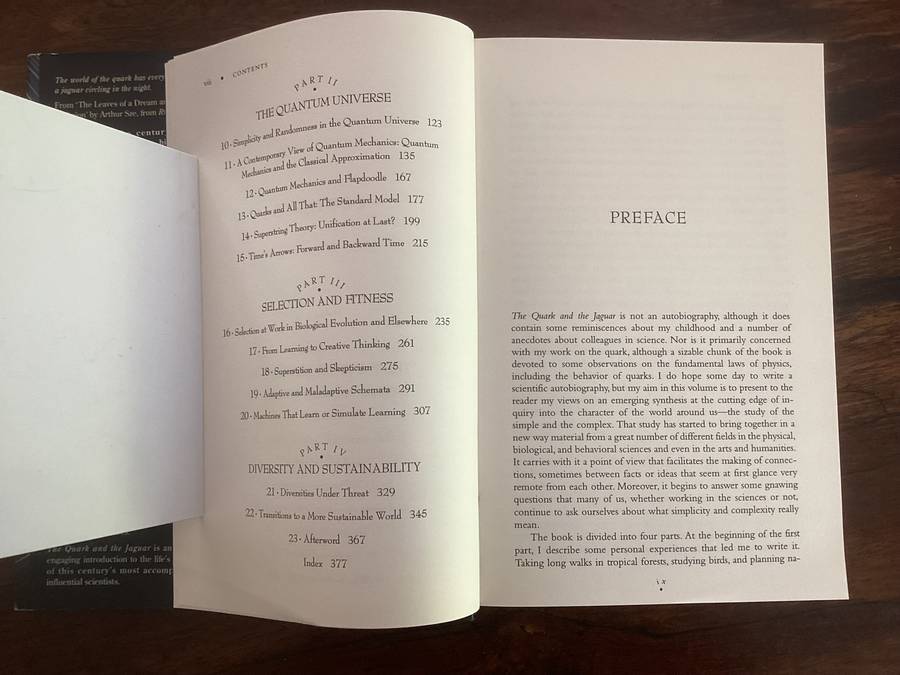 The world of the quark has every
a jaguar circling in the night.
From 'The Leaves of a Dream
by Arthur Sze, from
century
viii • CONTENTS
PART II
THE QUANTUM UNIVERSE
10 • Simplicity and Randomness in the Quantum Universe 123
11 • A Contemporary View of Quantum Mechanics: Quantum
Mechanics and the Classical Approximation 135
12 • Quantum Mechanics and Flapdoodle 167
13 • Quarks and All That: The Standard Model 177
14 • Superstring Theory: Unification at Last? 199
15 • Time's Arrows: Forward and Backward Time 215
PART III
SELECTION AND FITNESS
16 • Selection at Work in Biological Evolution and Elsewhere 235
17 • From Learning to Creative Thinking 261
18 • Superstition and Skepticism 275
19 • Adaptive and Maladaptive Schemata 291
20 • Machines That Learn or Simulate Learning 307
PART IV
DIVERSITY AND SUSTAINABILITY
21 • Diversities Under Threat 329
22 • Transitions to a More Sustainable World 345
23 • Afterword 367
Index 377
The Quark and the Jaguar is an
engaging introduction to the life's
of this century's most accomp
influential scientists.
PREFACE
The Quark and the Jaguar is not an autobiography, although it does
contain some reminiscences about my childhood and a number of
anecdotes about colleagues in science. Nor is it primarily concerned
with my work on the quark, although a sizable chunk of the book is
devoted to some observations on the fundamental laws of physics,
including the behavior of quarks. I do hope some day to write a
scientific autobiography, but my aim in this volume is to present to the
reader my views on an emerging synthesis at the cutting edge of in-
quiry into the character of the world around us—the study of the
simple and the complex. That study has started to bring together in a
new way material from a great number of different fields in the physical,
biological, and behavioral sciences and even in the arts and humanities.
It carries with it a point of view that facilitates the making of connec-
tions, sometimes between facts or ideas that seem at first glance very
remote from each other. Moreover, it begins to answer some gnawing
questions that many of us, whether working in the sciences or not,
continue to ask ourselves about what simplicity and complexity really
mean.
The book is divided into four parts. At the beginning of the first
part, I describe some personal experiences that led me to write it.
Taking long walks in tropical forests, studying birds, and planning na-
ix